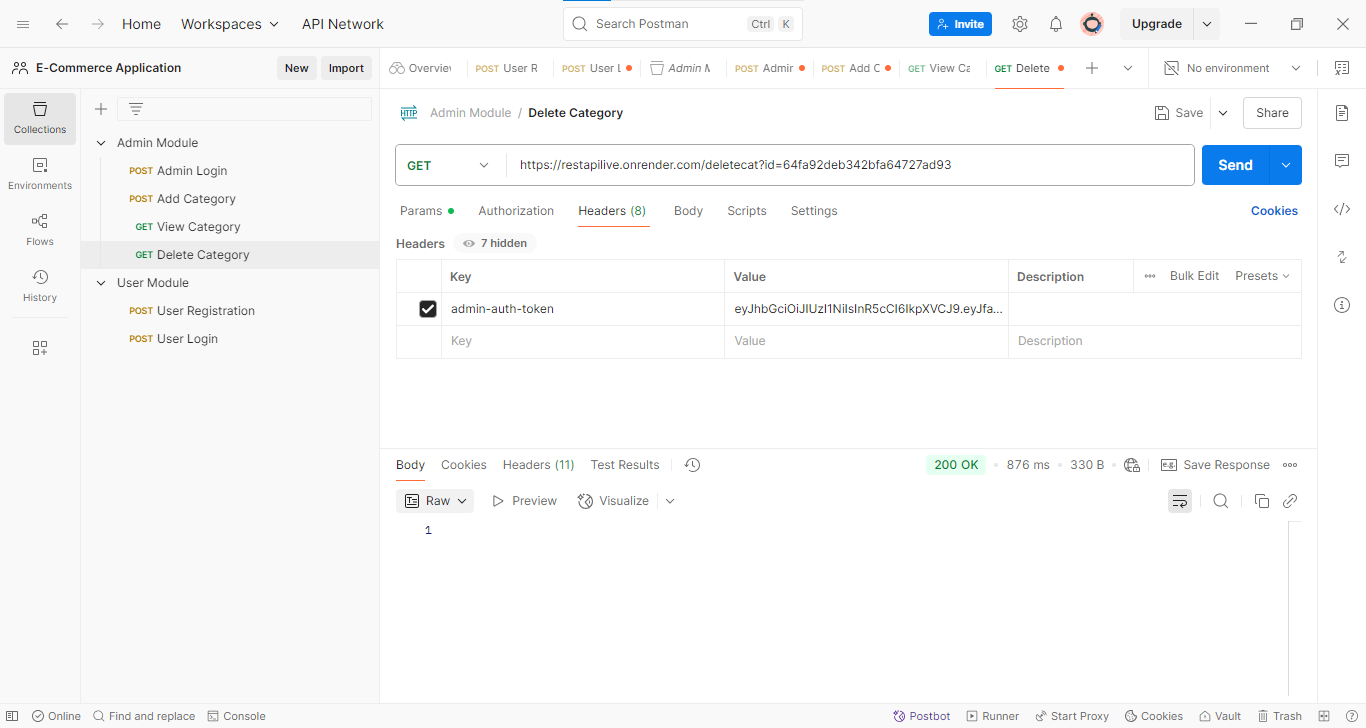 Home Workspaces API Network Search Postman Ctrl K Invite Upgrade
E-Commerce Application New Import Overvie POST User R POST User L Admin M POST Admir POST Add C GET View Ca GET Delete No environment
Collections
Environments
Flows
History
Admin Module
POST Admin Login
POST Add Category
GET View Category
GET Delete Category
User Module
POST User Registration
POST User Login
HTTP Admin Module / Delete Category Save Share
GET https://restapilive.onrender.com/deletecat?id=64fa92deb342bfa64727ad93 Send
Params Authorization Headers (8) Body Scripts Settings Cookies
Headers 7 hidden
Key Value Description Bulk Edit Presets
admin-auth-token eyJhbGciOiJIUzI1NiIsInR5cCI6IkpXVCJ9.eyJfa...
Key Value Description
Body Cookies Headers (11) Test Results 200 OK 876 ms 330 B e.g. Save Response
Raw Preview Visualize
1
Online Find and replace Console Postbot Runner Start Proxy Cookies Vault Trash